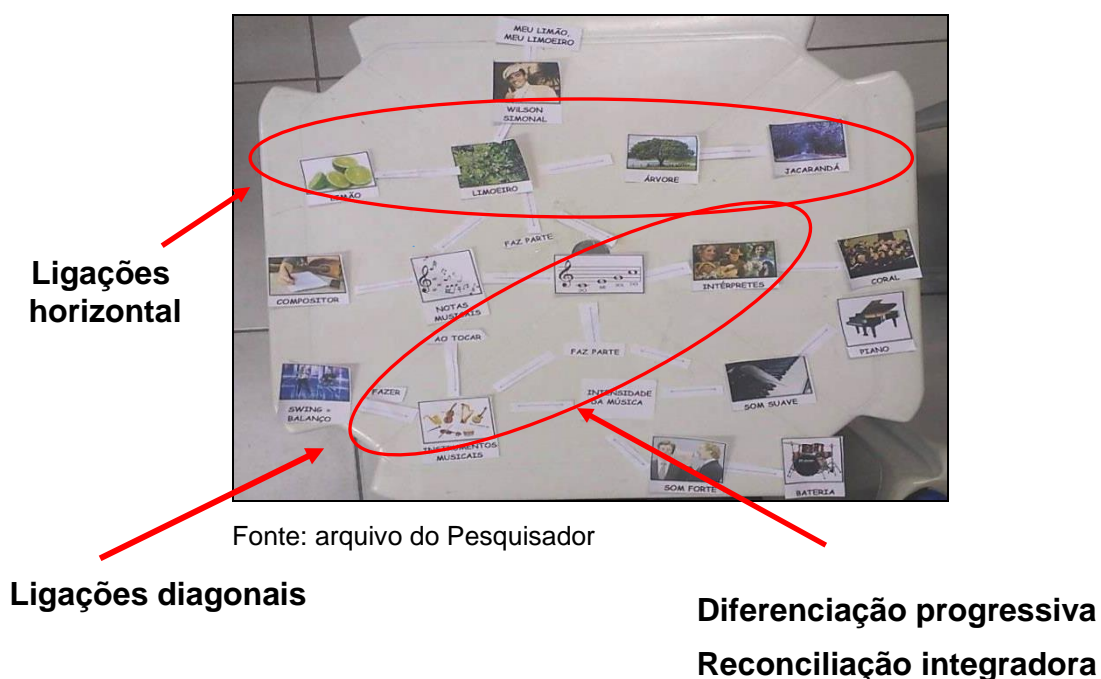 MEU LIMÃO,
MEU LIMOEIRO
WILSON
SIMONAL
LIMÃO
LIMOEIRO
ÁRVORE
JACARANDÁ
Ligações
horizontal
FAZ PARTE
COMPOSITOR
NOTAS
MUSICAIS
INTÉRPRETES
CORAL
AO TOCAR
FAZ PARTE
PIANO
SWING =
BALANÇO
FAZER
INTENSIDADE
DA MÚSICA
SOM SUAVE
INSTRUMENTOS
MUSICAIS
SOM FORTE
BATERIA
Fonte: arquivo do Pesquisador
Ligações diagonais
Diferenciação progressiva
Reconciliação integradora